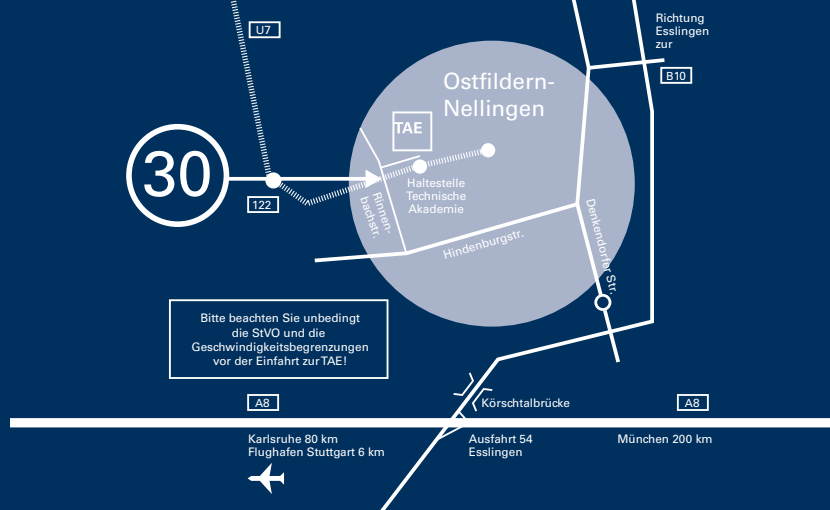 U7
Richtung
Esslingen
zur
B10
Ostfildern-
Nellingen
TAE
30
122
Haltestelle
Technische
Akademie
Rinnen-
bachstr.
Hindenburgstr.
Denkendorfer Str.
Bitte beachten Sie unbedingt
die StVO und die
Geschwindigkeitsbegrenzungen
vor der Einfahrt zur TAE!
A8
Körschtalbrücke
A8
Karlsruhe 80 km
Flughafen Stuttgart 6 km
Ausfahrt 54
Esslingen
München 200 km